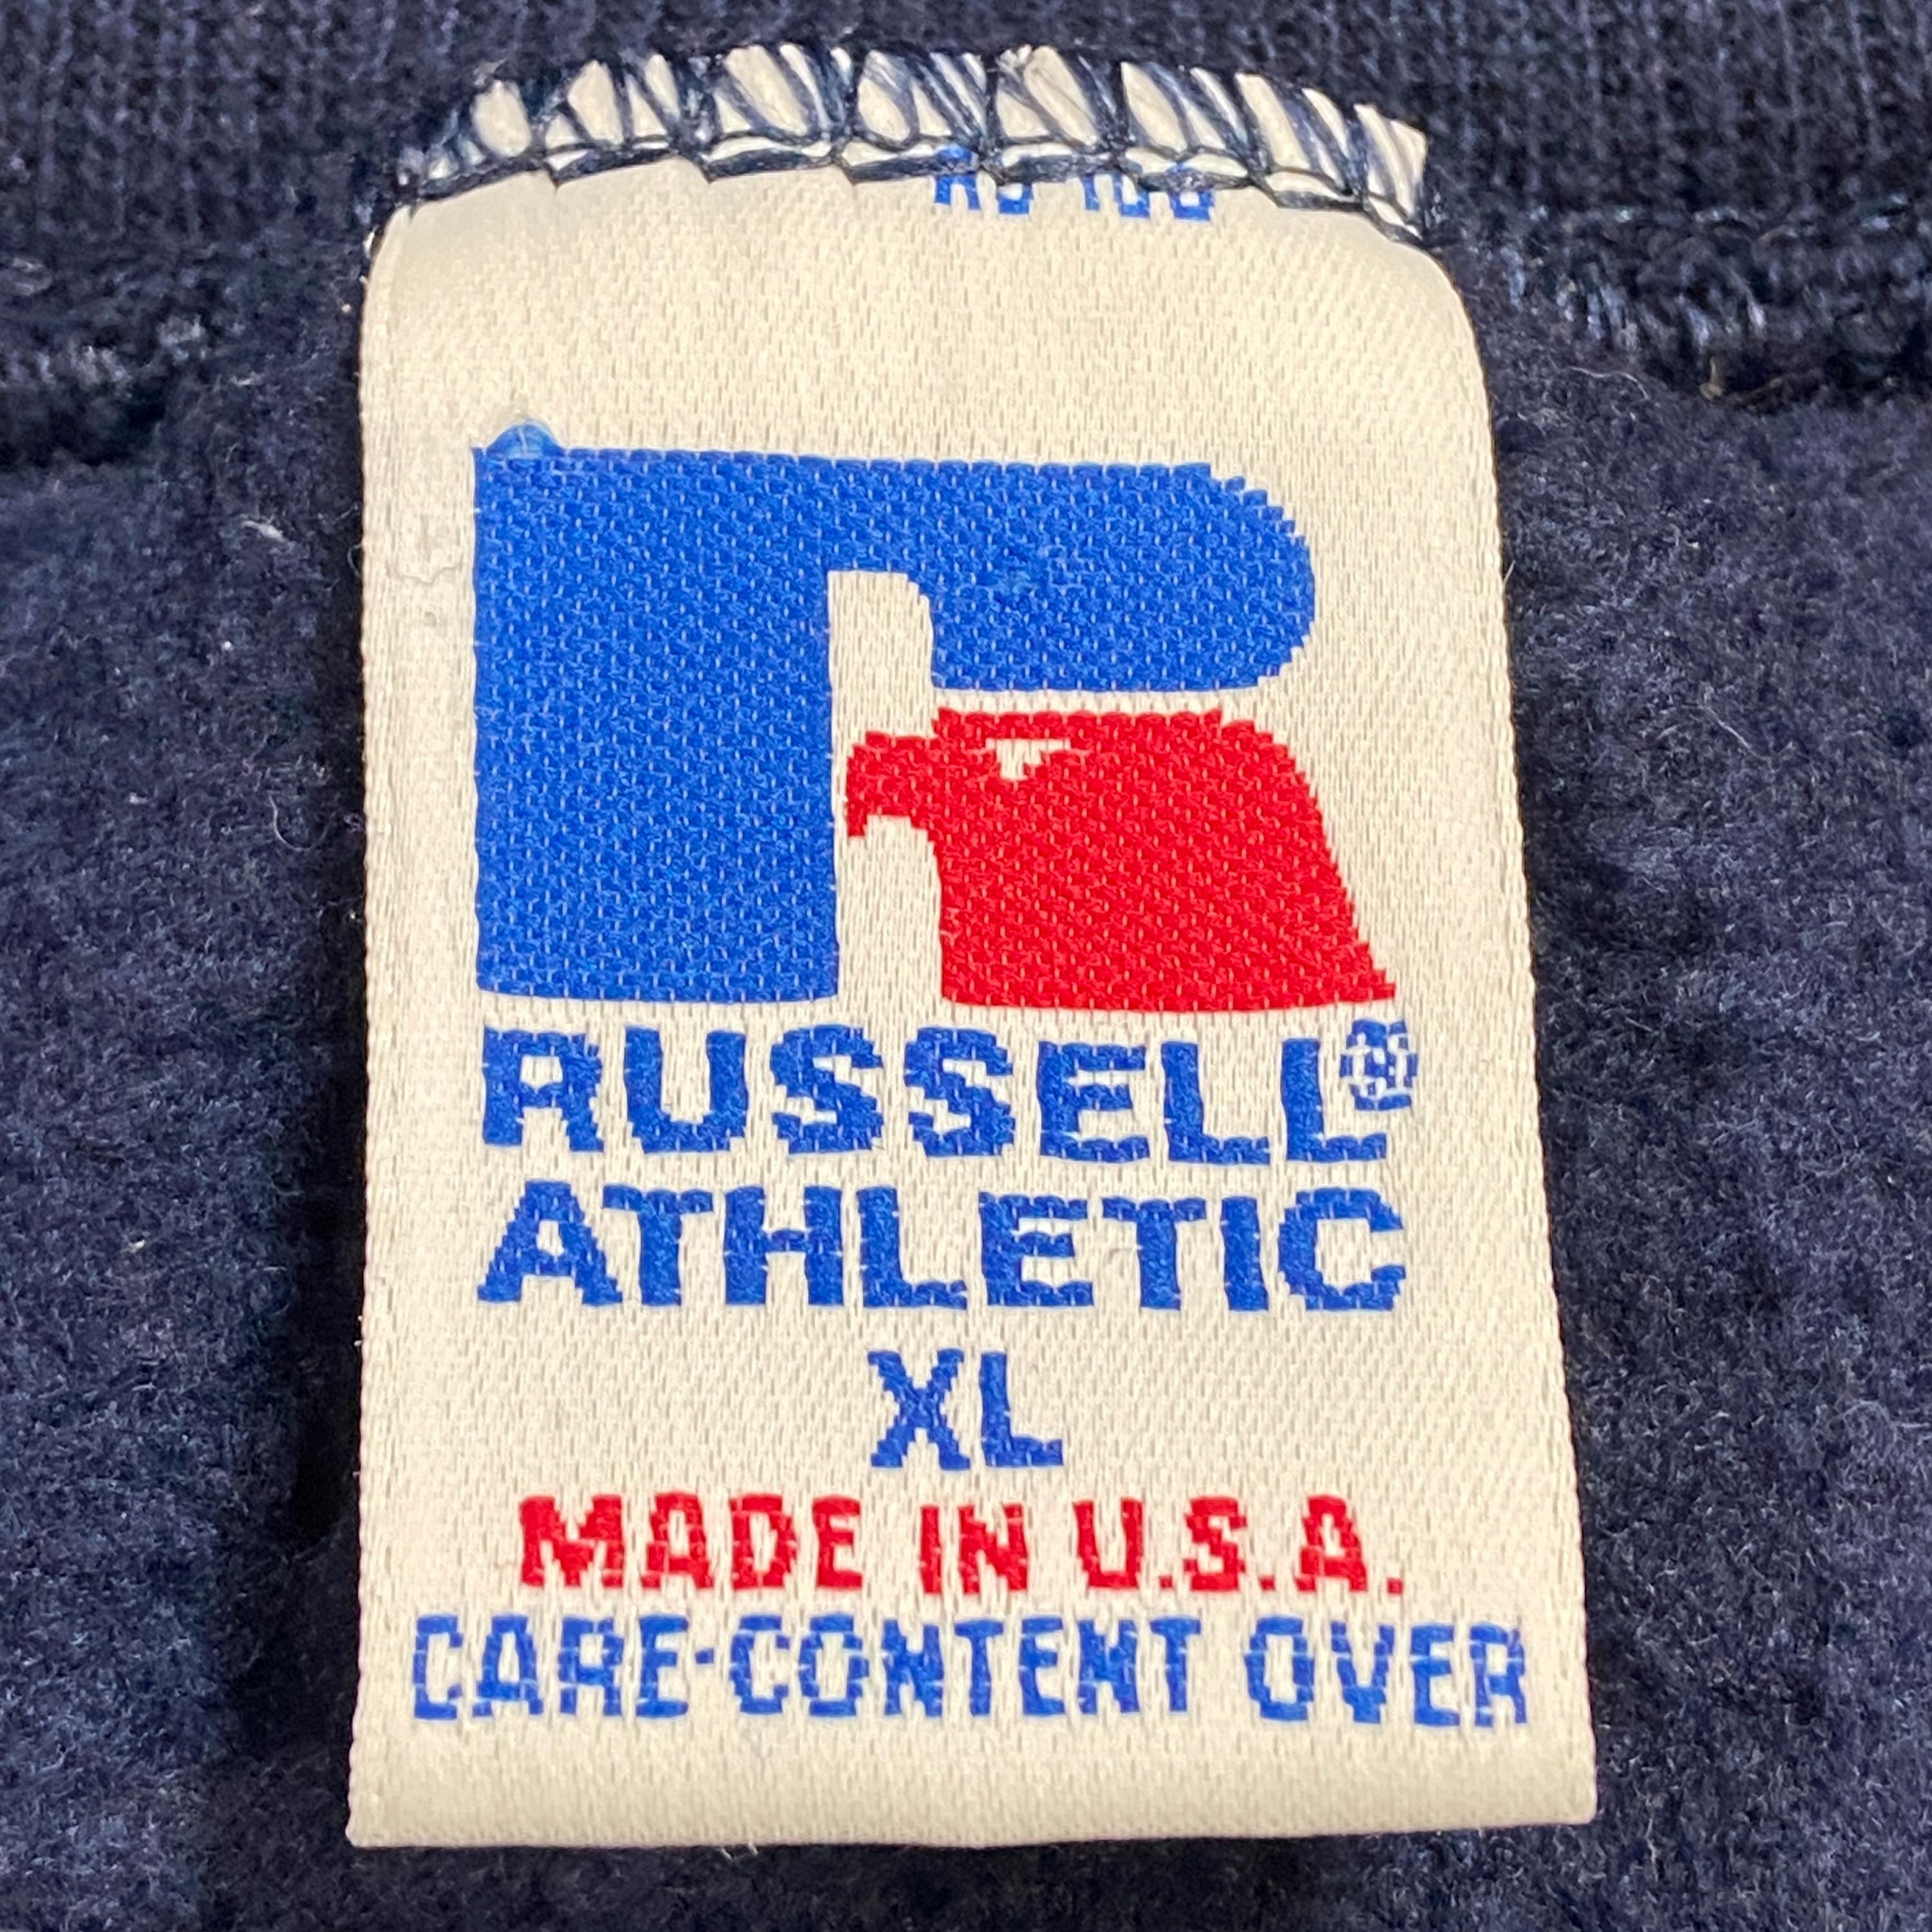 RUSSELL®
ATHLETIC
XL
MADE IN U.S.A.
CARE·CONTENT OVER